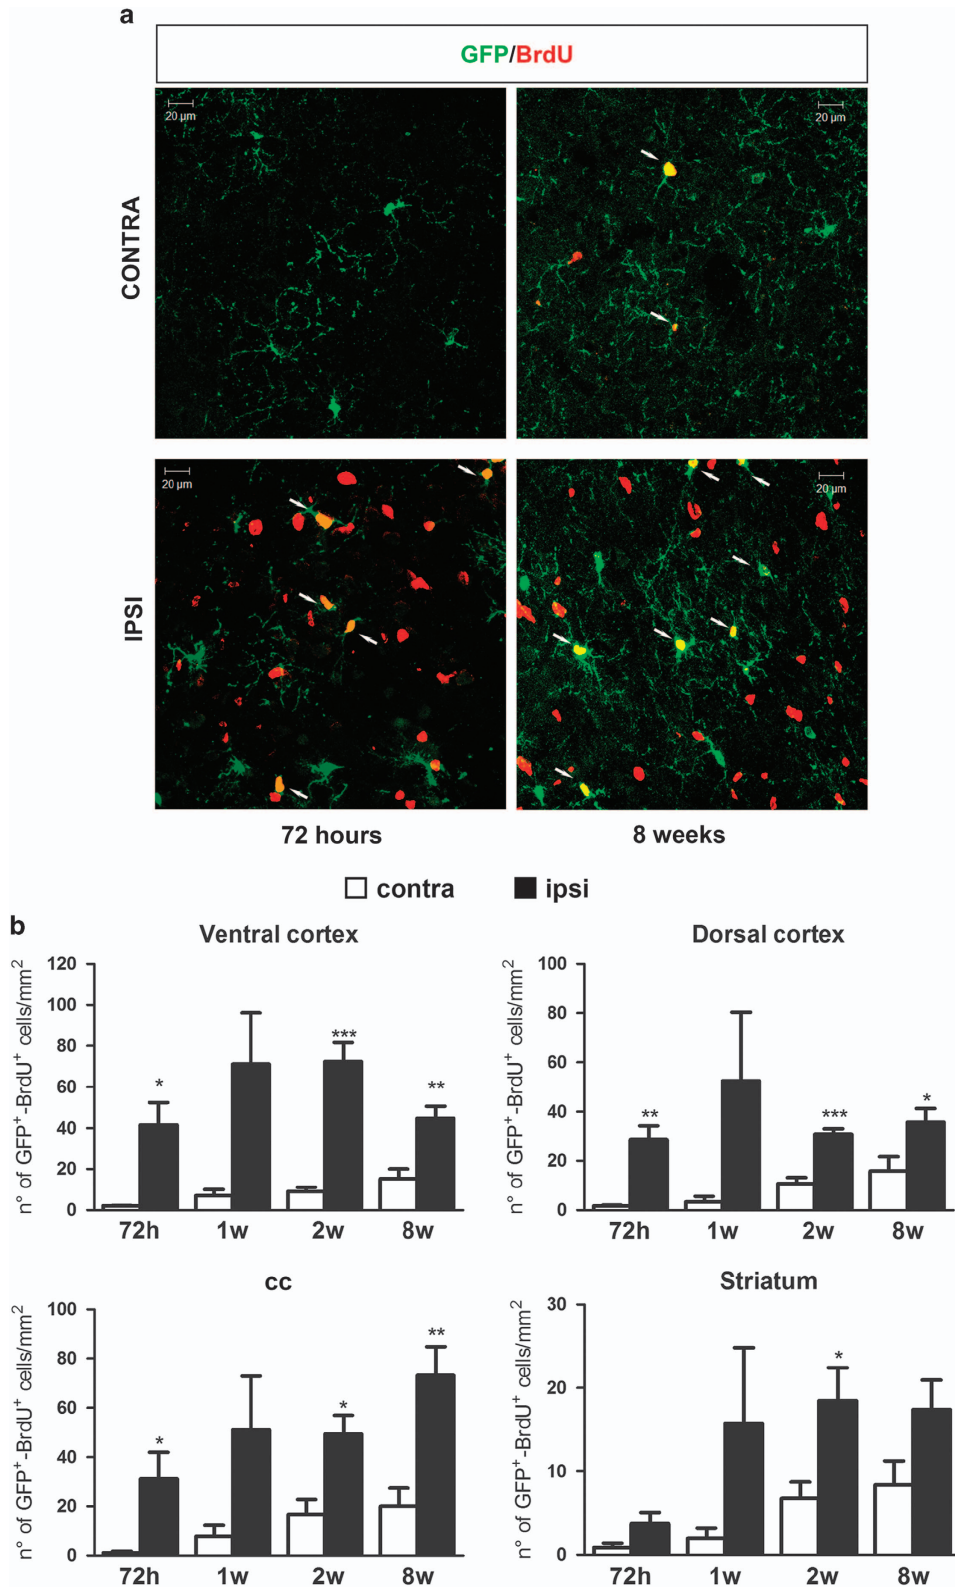 a
GFP/BrdU
CONTRA
20 µm
20 µm
IPSI
20 µm
20 µm
72 hours
8 weeks
contra
ipsi
b
Ventral cortex
n° of GFP⁺-BrdU⁺ cells/mm²
120
100
80
60
40
20
0
*
***
**
72h 1w 2w 8w
Dorsal cortex
n° of GFP⁺-BrdU⁺ cells/mm²
100
80
60
40
20
0
**
***
*
72h 1w 2w 8w
cc
n° of GFP⁺-BrdU⁺ cells/mm²
100
80
60
40
20
0
*
*
**
72h 1w 2w 8w
Striatum
n° of GFP⁺-BrdU⁺ cells/mm²
30
20
10
0
*
72h 1w 2w 8w